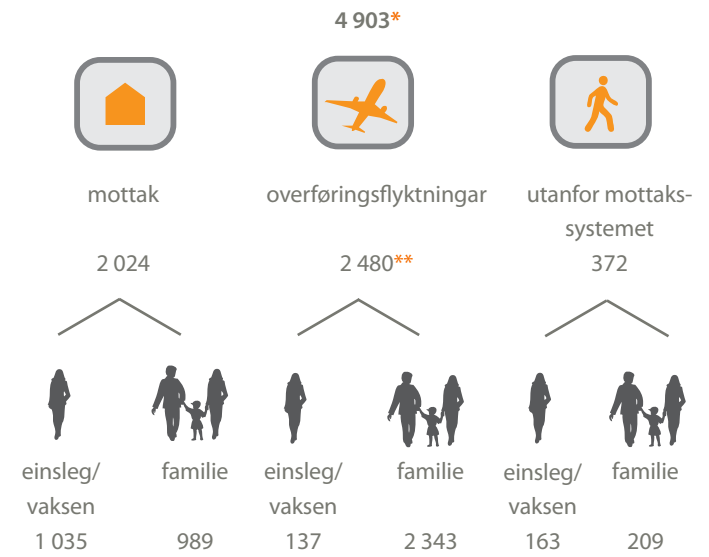 4 903*
mottak
overføringsflyktningar
utanfor mottaks-
systemet
2 024
2 480**
372
einsleg/
vaksen
familie
einsleg/
vaksen
familie
einsleg/
vaksen
familie
1 035
989
137
2 343
163
209